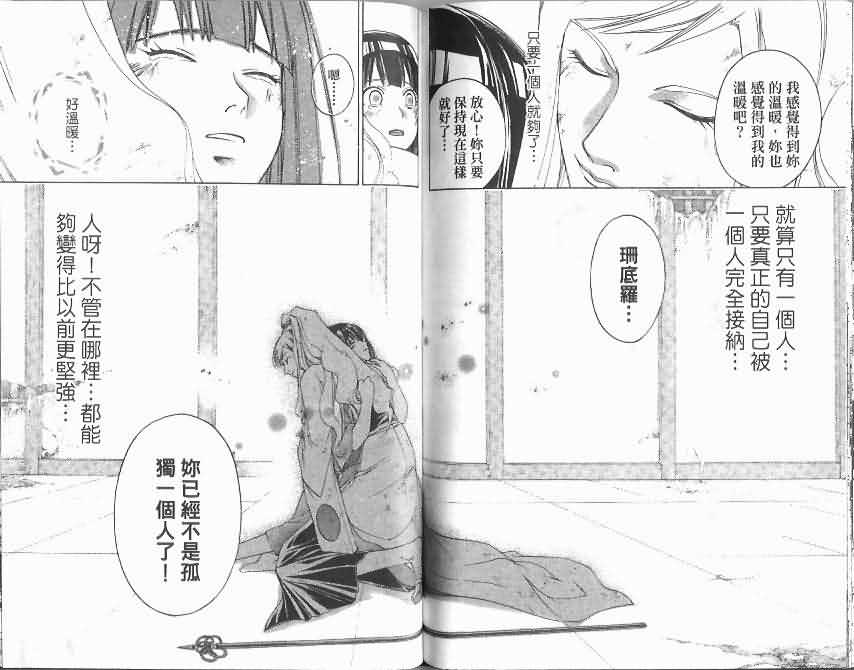 我感覺得到妳
的溫暖，妳也
感覺得到我的
溫暖吧？
只要一個人就夠了…
放心！妳只要
保持現在這樣
就好了…
嗯……
好溫暖…
就算只有一個人…
只要真正的自己被
一個人完全接納…
珊底羅…
人呀！不管在哪裡…都能
夠變得比以前更堅強…
妳已經不是孤
獨一個人了！